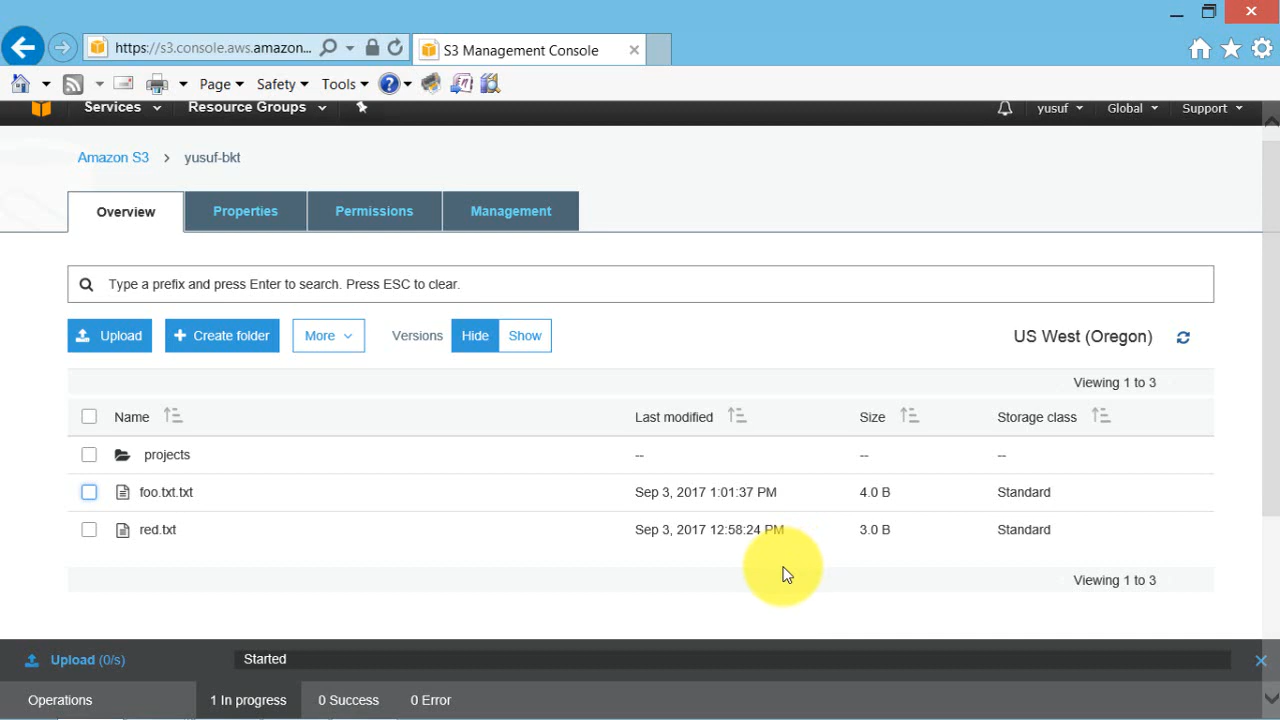 https://s3.console.aws.amazon...
S3 Management Console
Page
Safety
Tools
Services
Resource Groups
yusuf
Global
Support
Amazon S3 > yusuf-bkt
Overview
Properties
Permissions
Management
Type a prefix and press Enter to search. Press ESC to clear.
Upload
+ Create folder
More
Versions
Hide
Show
US West (Oregon)
Viewing 1 to 3
Name
Last modified
Size
Storage class
projects -- -- --
foo.txt.txt Sep 3, 2017 1:01:37 PM 4.0 B Standard
red.txt Sep 3, 2017 12:58:24 PM 3.0 B Standard
Viewing 1 to 3
Upload (0/s)
Started
Operations
1 In progress
0 Success
0 Error